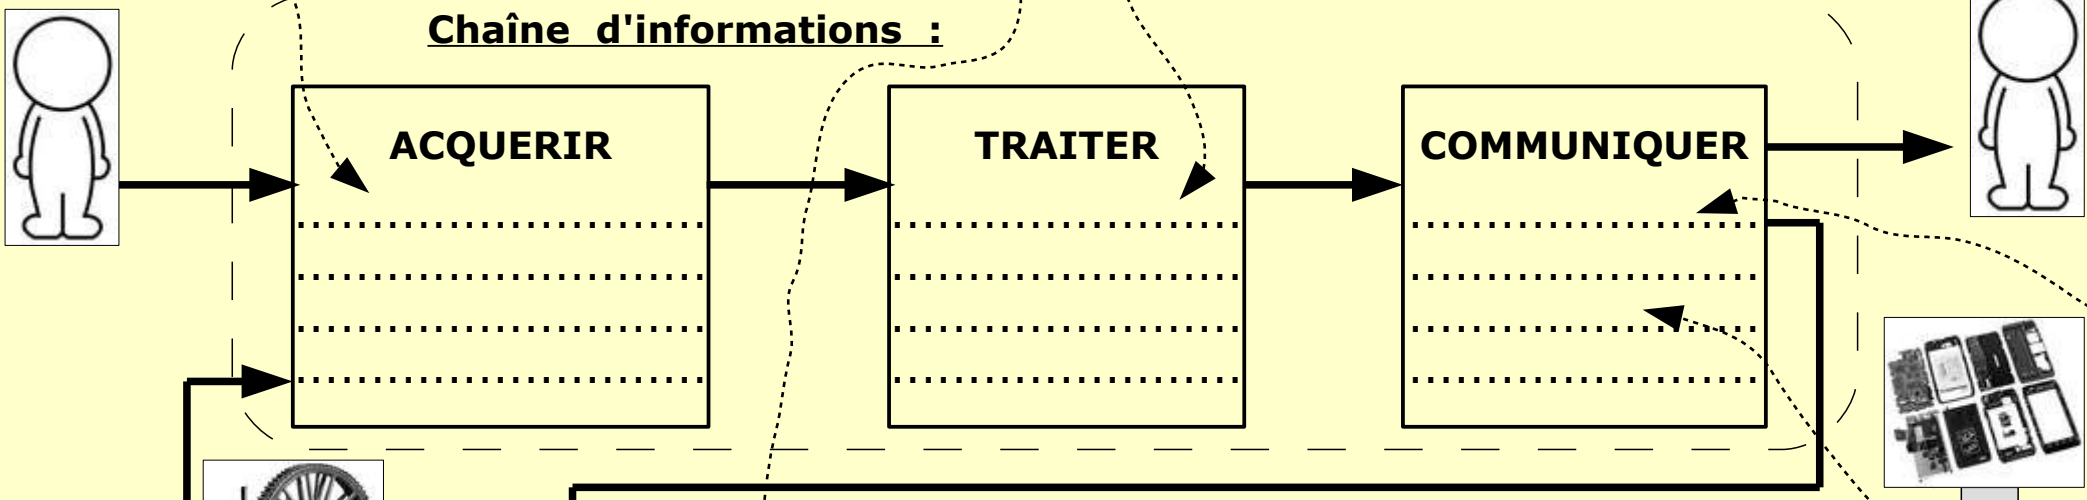 Chaîne d'informations :
ACQUERIR
TRAITER
COMMUNIQUER